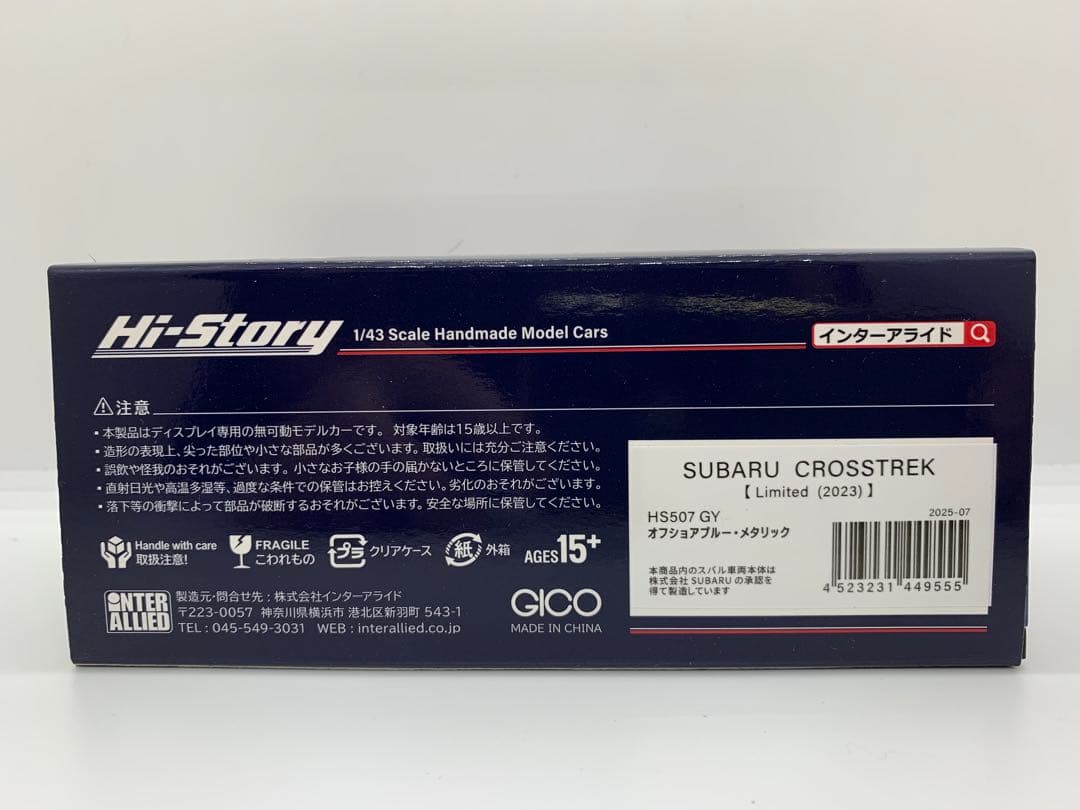 Hi-Story 1/43 Scale Handmade Model Cars
インターアライド
注意
▪本製品はディスプレイ専用の無可動モデルカーです。 対象年齢は15歳以上です。
▪造形の表現上、尖った部位や小さな部品が多くございます。取扱いには充分ご注意ください。
▪誤飲や怪我のおそれがございます。小さなお子様の手の届かないところに保管してください。
▪直射日光や高温多湿等、過度な条件での保管はお控えください。劣化のおそれがございます。
▪落下等の衝撃によって部品が破断するおそれがございます。安全な場所に保管してください。
Handle with care
取扱注意!
FRAGILE
こわれもの
プラ クリアケース
紙 外箱
AGES 15+
INTER
ALLIED
製造元・問合せ先:株式会社インターアライド
〒223-0057 神奈川県横浜市 港北区新羽町 543-1
TEL : 045-549-3031 WEB : interallied.co.jp
GICO
MADE IN CHINA
SUBARU CROSSTREK
【 Limited (2023) 】
HS507 GY
2025-07
オフショアブルー・メタリック
本商品内のスバル車両本体は
株式会社 SUBARU の承認を
得て製造しています
4 523231 449555